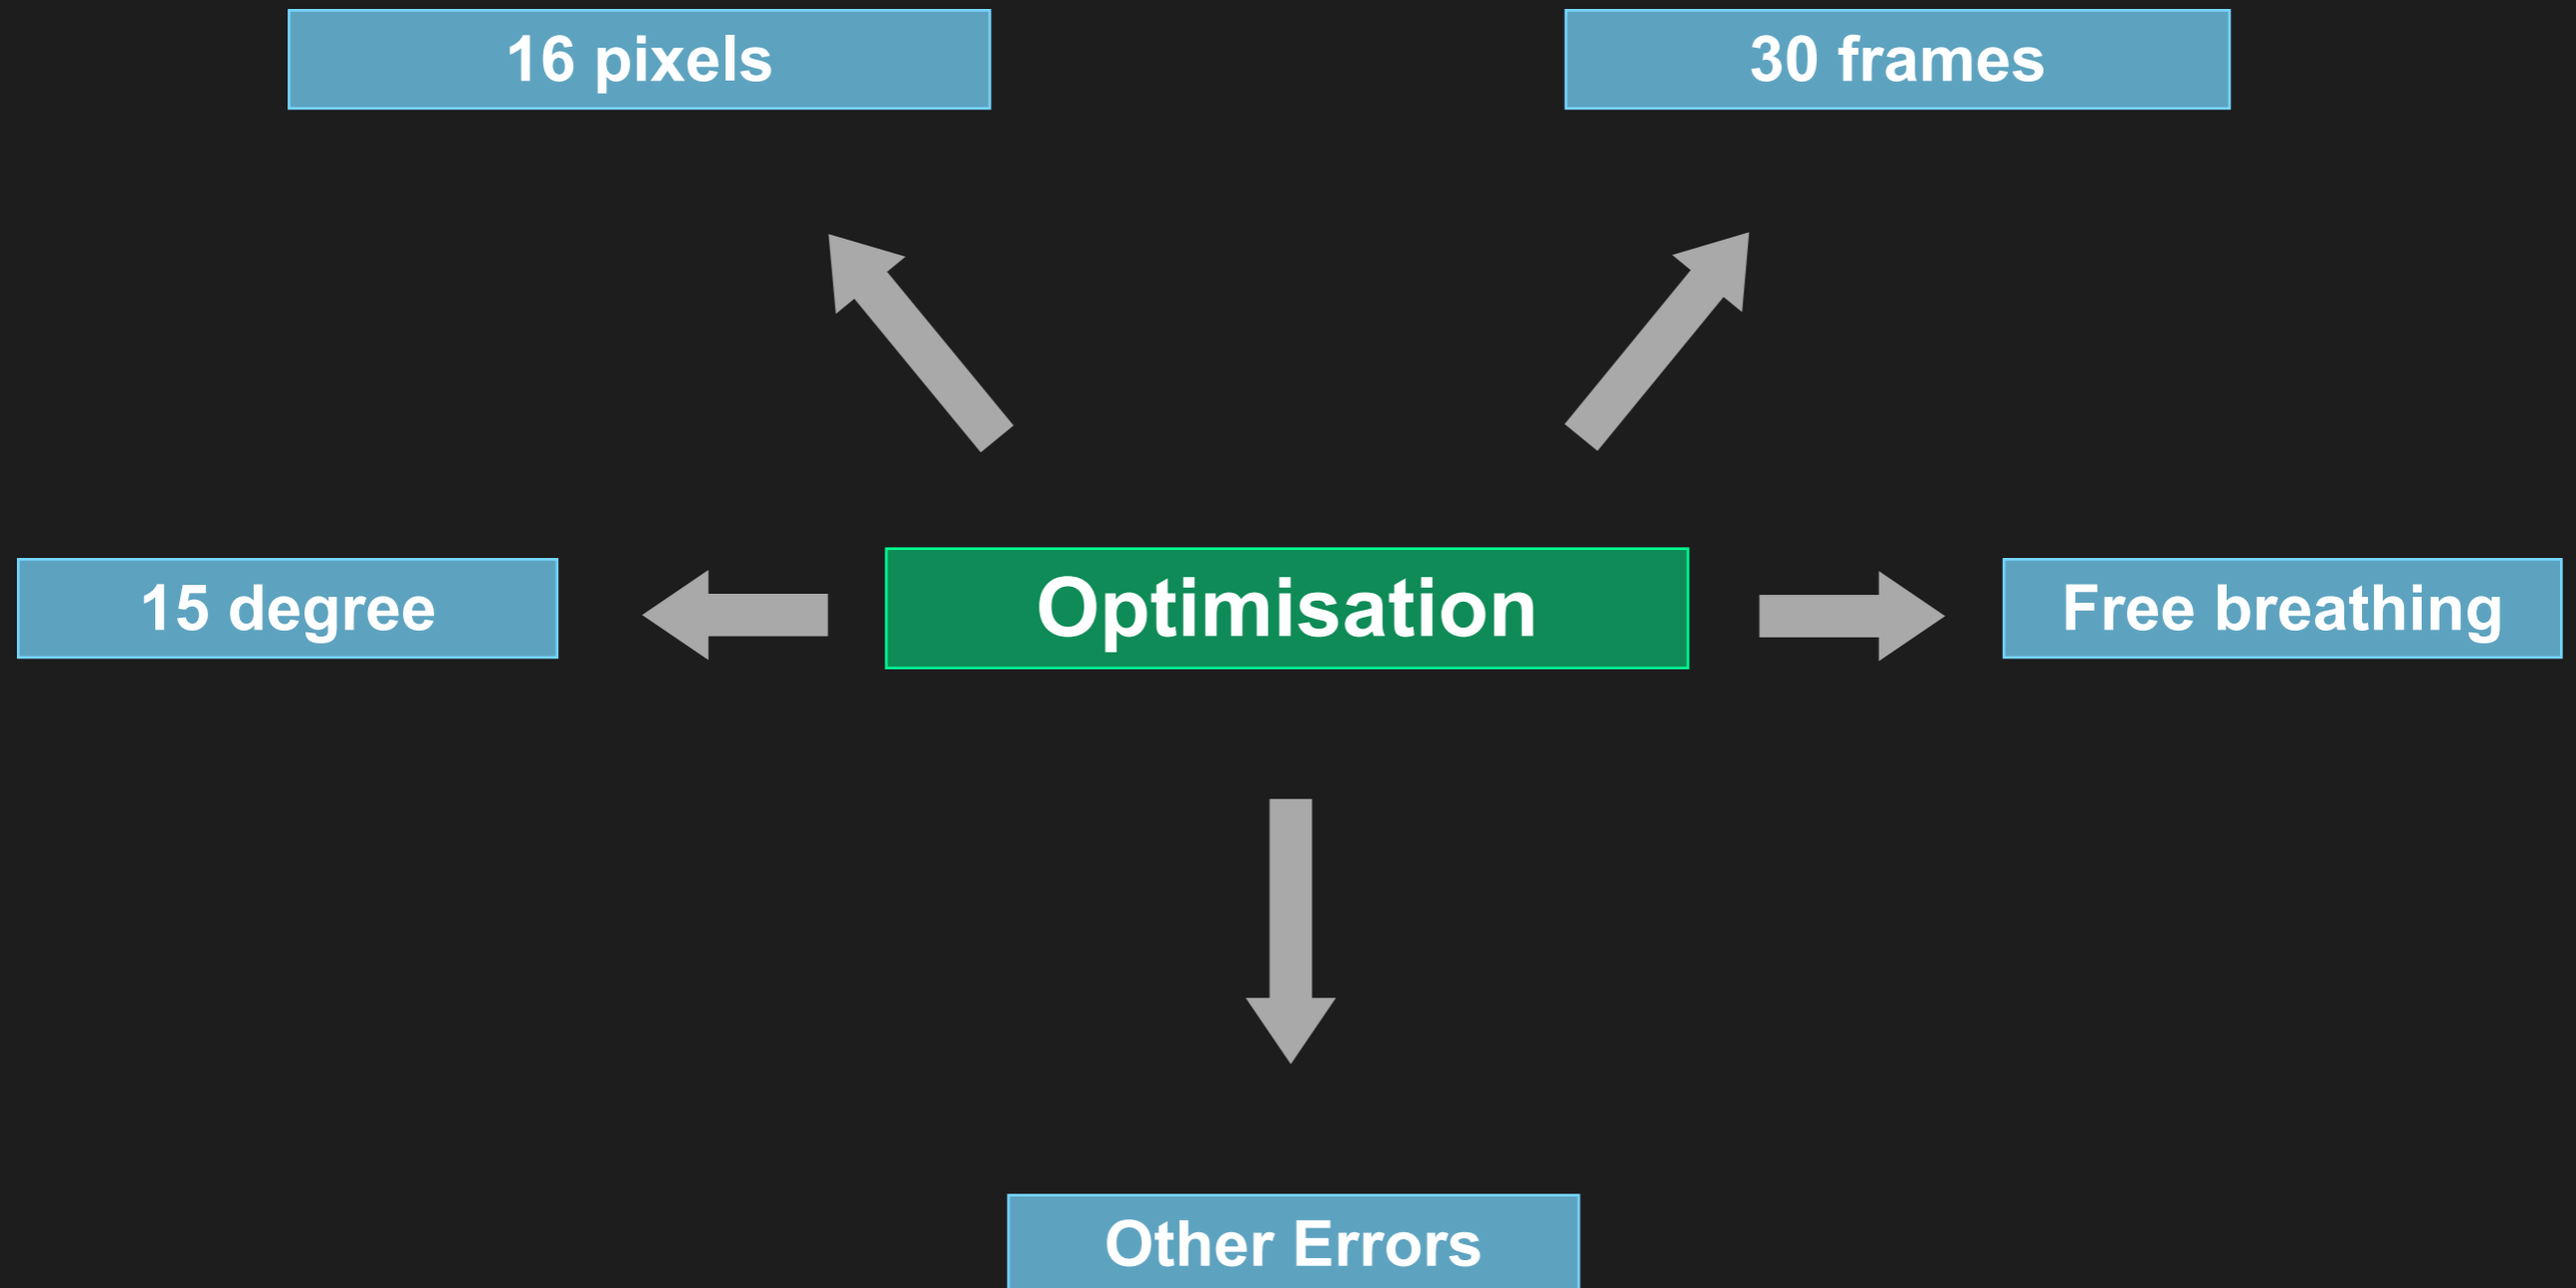 16 pixels
30 frames
15 degree
Optimisation
Free breathing
Other Errors